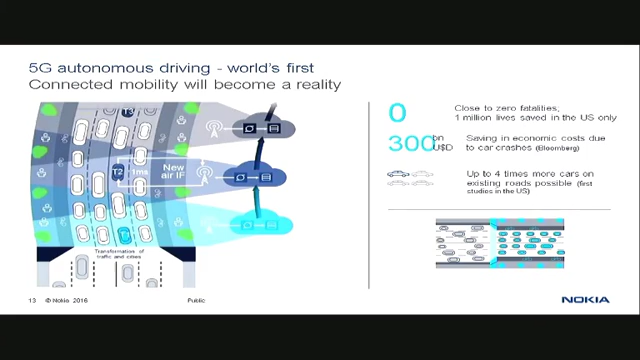 5G autonomous driving - world's first
Connected mobility will become a reality
T3
T2
1ms
New
air IF
Transformation of
traffic and cities
0
Close to zero fatalities,
1 million lives saved in the US only
300 bn
U$D
Saving in economic costs due
to car crashes (Bloomberg)
Up to 4 times more cars on
existing roads possible (first
studies in the US)
13 © Nokia 2016 Public
NOKIA